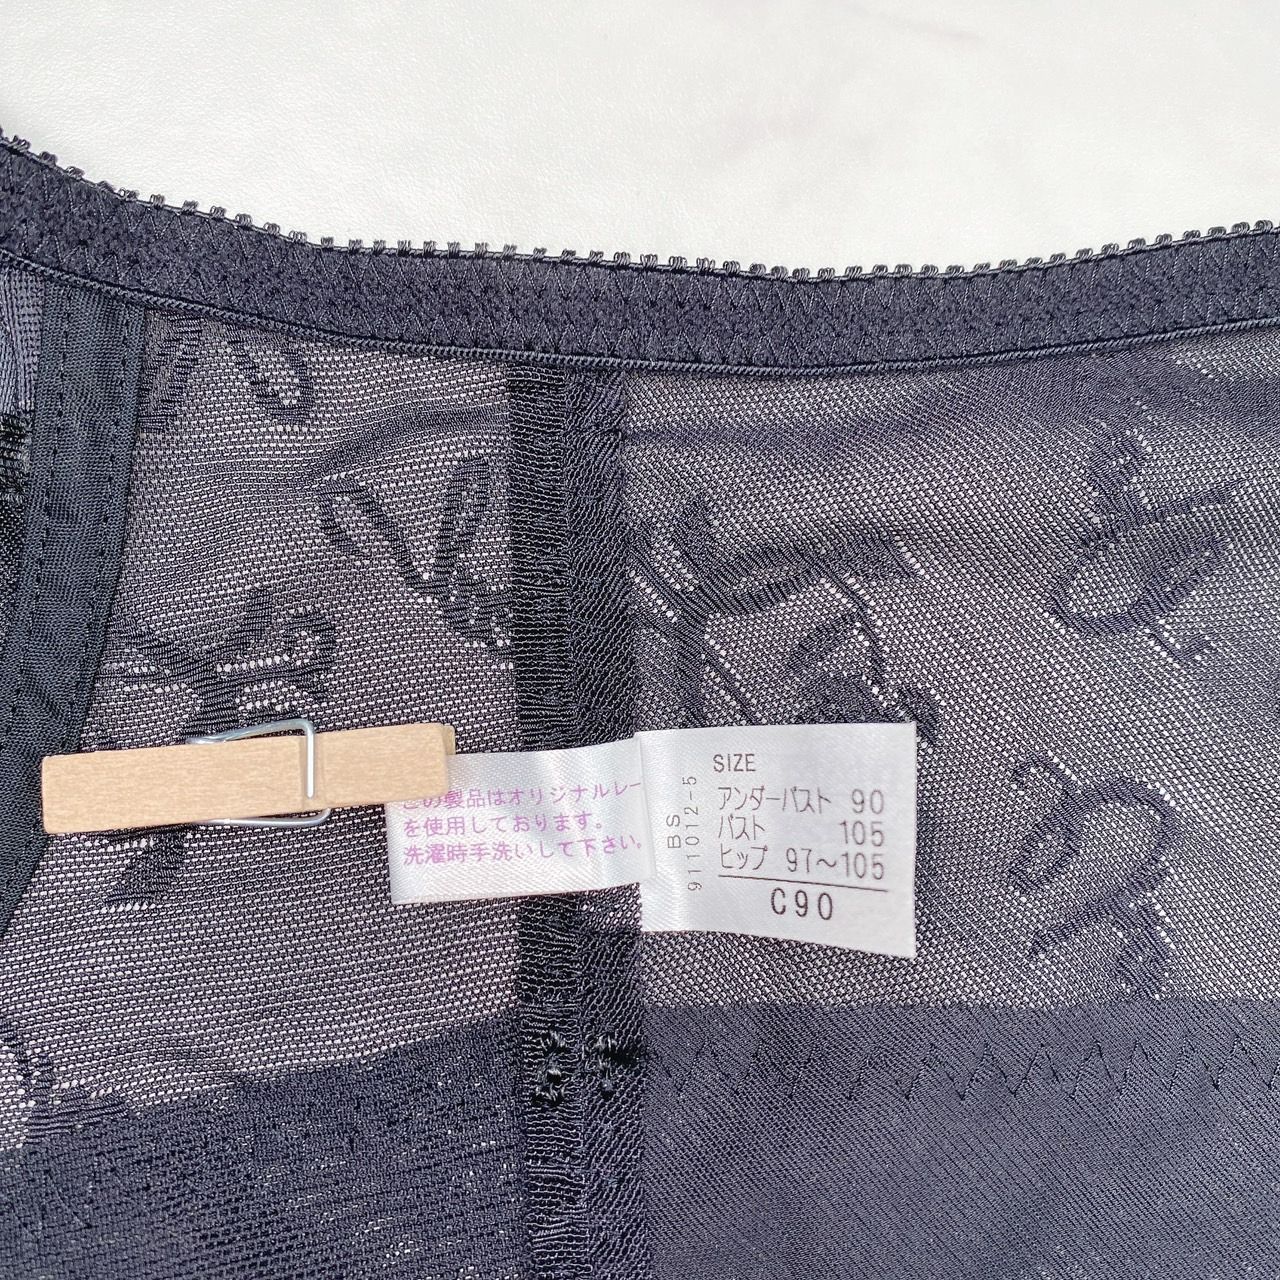 この製品はオリジナルレー
を使用しております。
洗濯時手洗いして下さい。
BS
911012-5
SIZE
アンダーバスト 90
バスト 105
ヒップ 97～105
C90